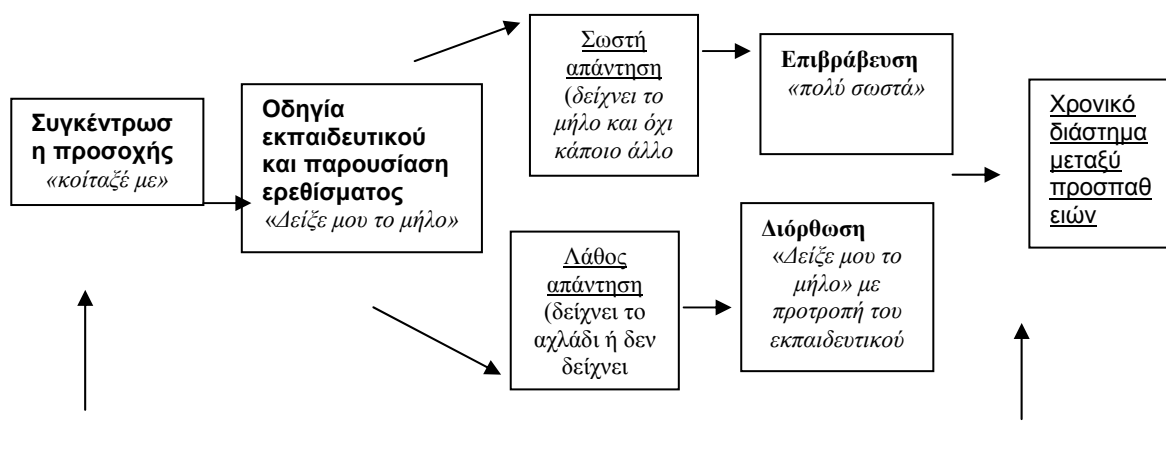 Συγκέντρωσ
η προσοχής
«κοίταξέ με»
Οδηγία
εκπαιδευτικού
και παρουσίαση
ερεθίσματος
«Δείξε μου το μήλο»
Σωστή
απάντηση
(δείχνει το
μήλο και όχι
κάποιο άλλο
Επιβράβευση
«πολύ σωστά»
Λάθος
απάντηση
(δείχνει το
αχλάδι ή δεν
δείχνει
Διόρθωση
«Δείξε μου το
μήλο» με
προτροπή του
εκπαιδευτικού
Χρονικό
διάστημα
μεταξύ
προσπαθ
ειών